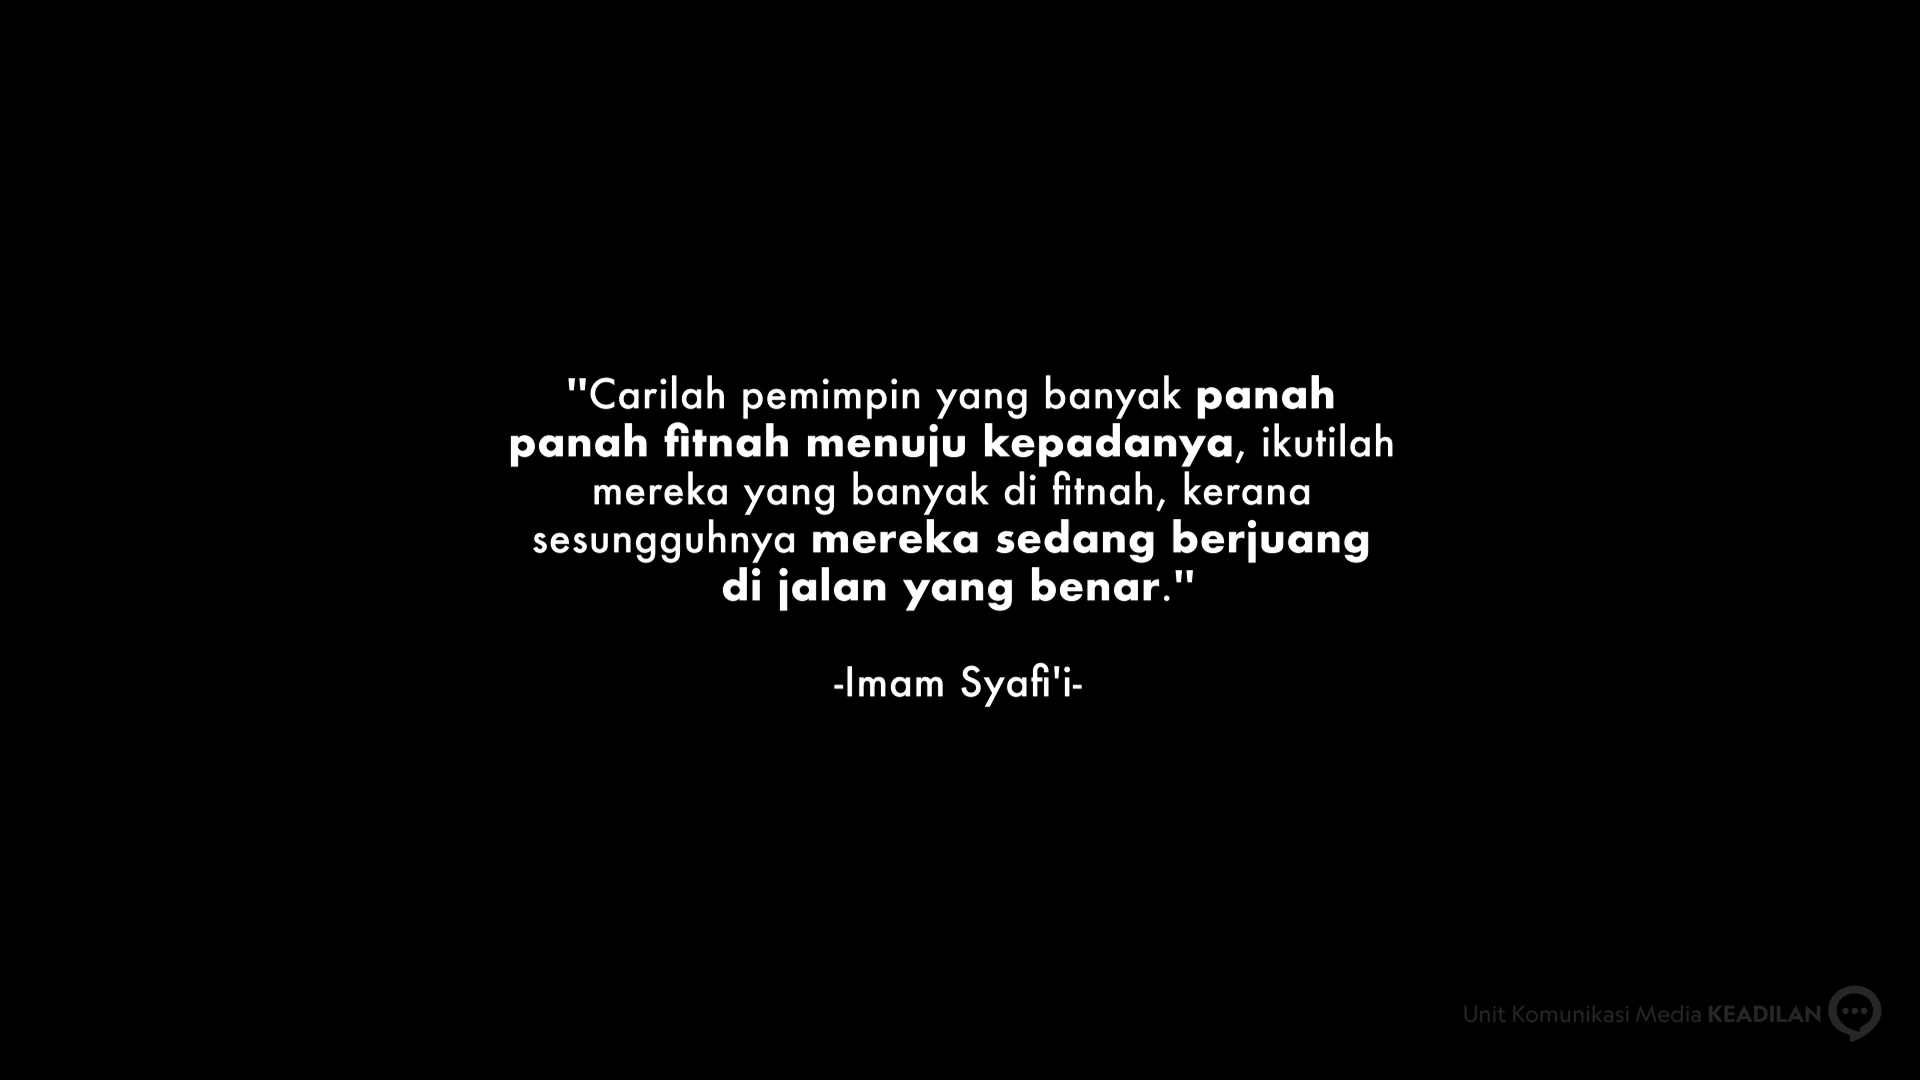 "Carilah pemimpin yang banyak panah
panah fitnah menuju kepadanya, ikutilah
mereka yang banyak di fitnah, kerana
sesungguhnya mereka sedang berjuang
di jalan yang benar."
-Imam Syafi'i-
Unit Komunikasi Media KEADILAN